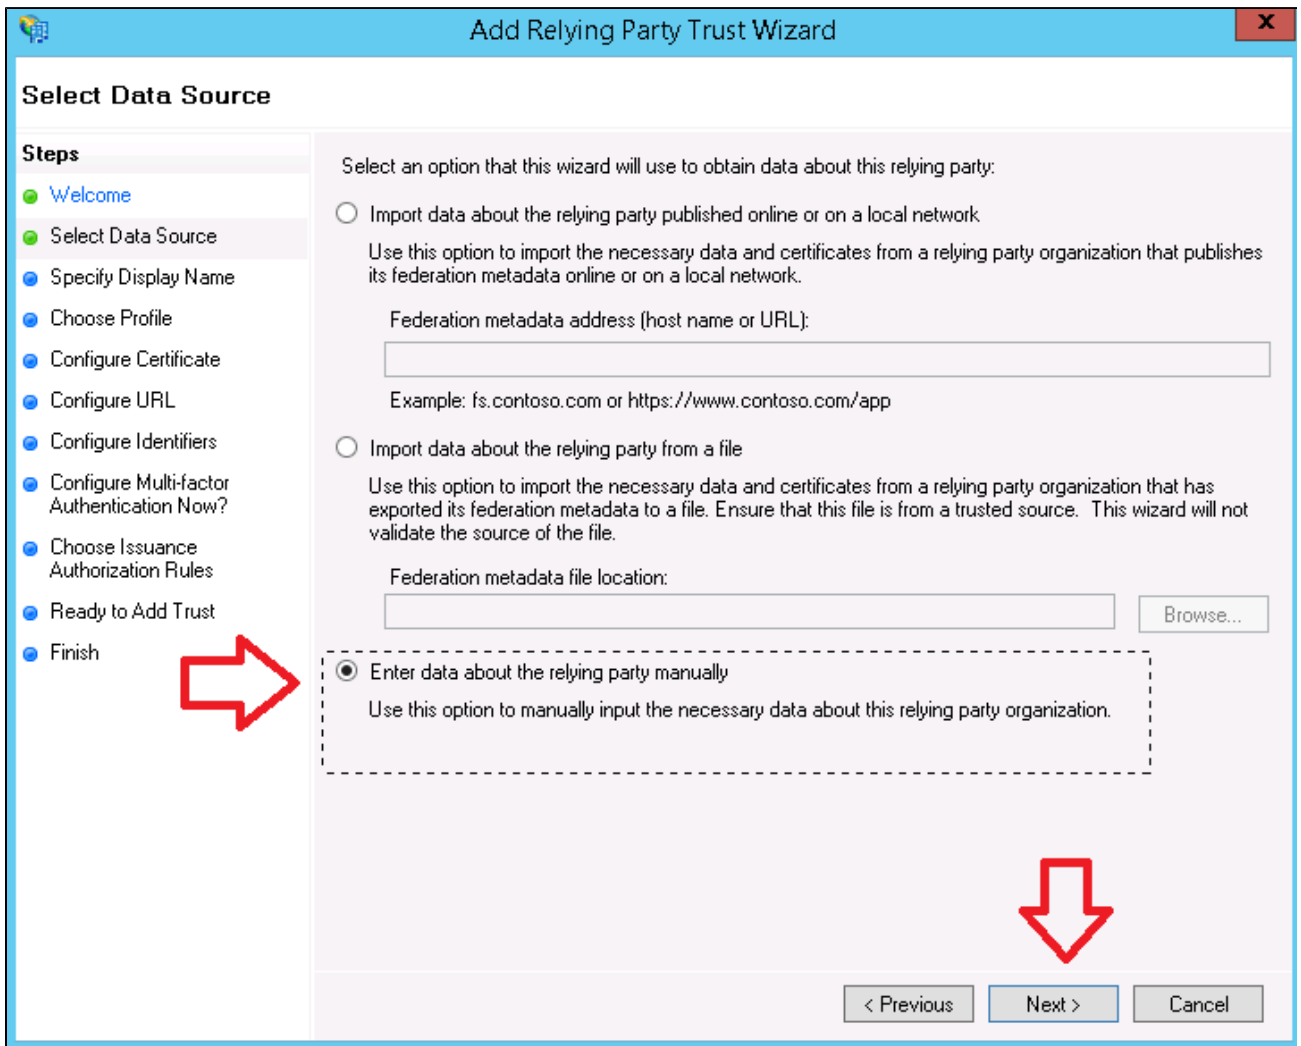 Add Relying Party Trust Wizard
X
Select Data Source
Steps
Welcome
Select Data Source
Specify Display Name
Choose Profile
Configure Certificate
Configure URL
Configure Identifiers
Configure Multi-factor
Authentication Now?
Choose Issuance
Authorization Rules
Ready to Add Trust
Finish
Select an option that this wizard will use to obtain data about this relying party:
Import data about the relying party published online or on a local network
Use this option to import the necessary data and certificates from a relying party organization that publishes
its federation metadata online or on a local network.
Federation metadata address (host name or URL):
Example: fs.contoso.com or https://www.contoso.com/app
Import data about the relying party from a file
Use this option to import the necessary data and certificates from a relying party organization that has
exported its federation metadata to a file. Ensure that this file is from a trusted source.  This wizard will not
validate the source of the file.
Federation metadata file location:
Browse...
Enter data about the relying party manually
Use this option to manually input the necessary data about this relying party organization.
< Previous
Next >
Cancel